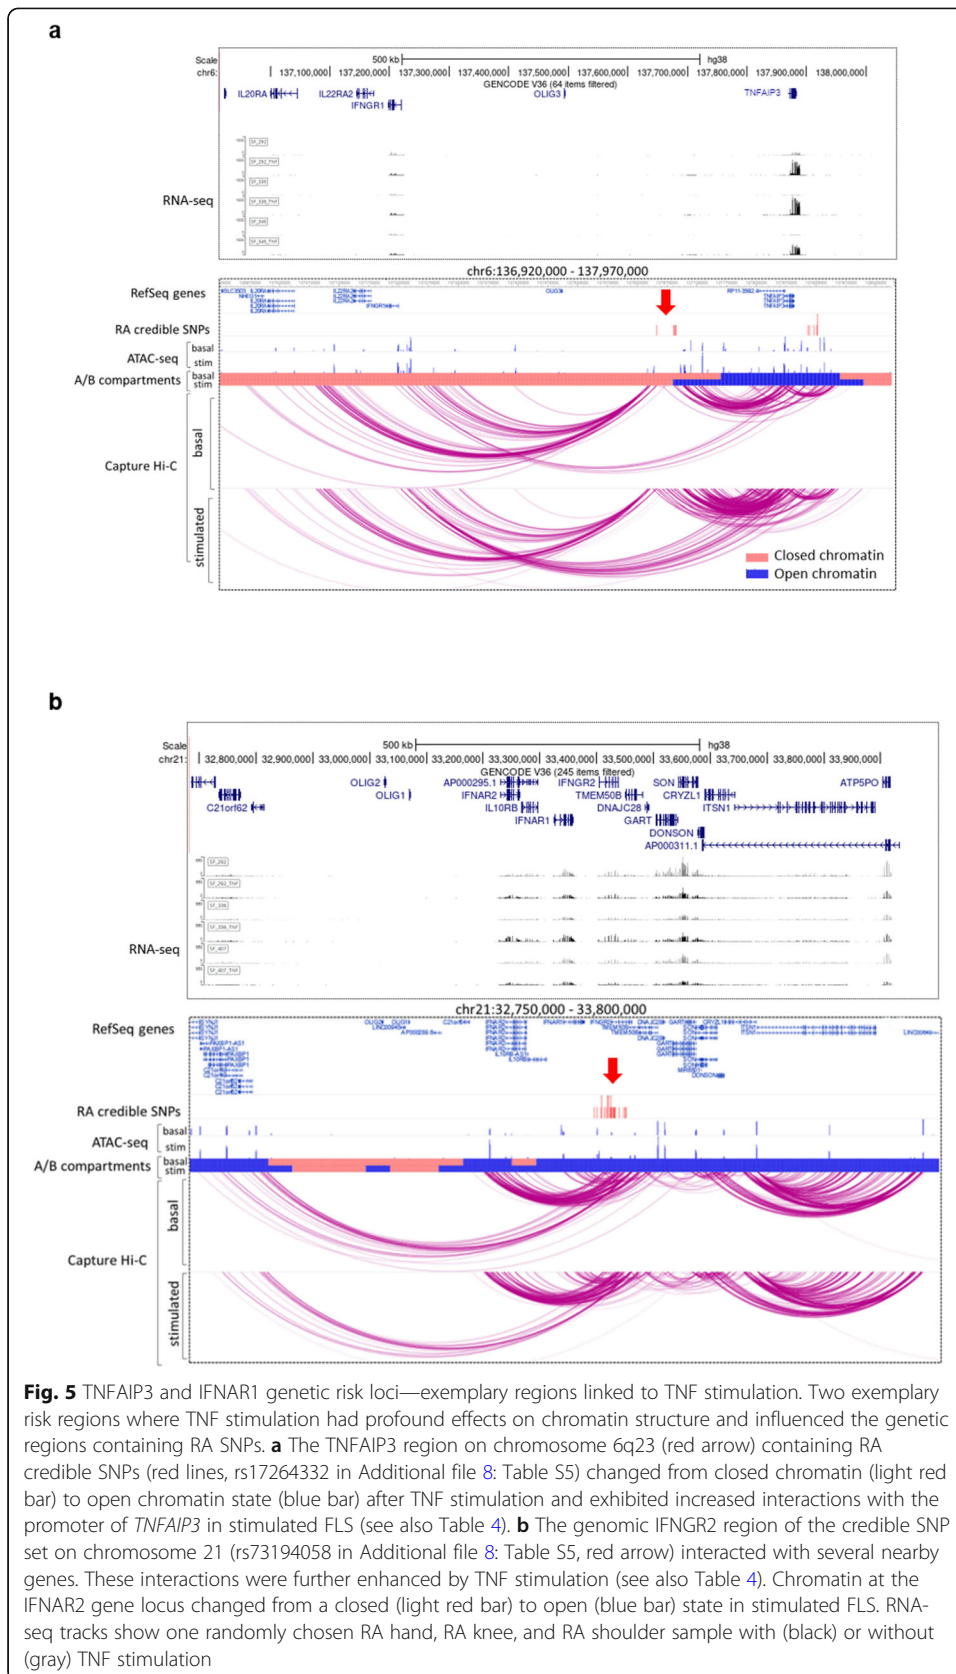 a
Scale 500 kb hg38
chr6: 137,100,000 137,200,000 137,300,000 137,400,000 137,500,000 137,600,000 137,700,000 137,800,000 137,900,000 138,000,000
GENCODE V36 (64 items filtered)
IL20RA IL22RA2 OLIG3 TNFAIP3
IFNGR1
SF_292
SF_292_TNF
RNA-seq
chr6:136,920,000 - 137,970,000
RefSeq genes
RA credible SNPs
ATAC-seq basal
stim
A/B compartments basal
stim
basal
Capture Hi-C
stimulated
Closed chromatin
Open chromatin
b
Scale 500 kb hg38
chr21: 32,800,000 32,900,000 33,000,000 33,100,000 33,200,000 33,300,000 33,400,000 33,500,000 33,600,000 33,700,000 33,800,000 33,900,000
GENCODE V36 (245 items filtered)
OLIG2 AP000295.1 IFNGR2 SON ATP5PO
OLIG1 IFNAR2 TMEM50B CRYZL1
C21orf62 IL10RB DNAJC28 ITSN1
IFNAR1 GART
DONSON
AP000311.1
SF_292
SF_292_TNF
RNA-seq
SF_407
SF_407_TNF
chr21:32,750,000 - 33,800,000
RefSeq genes
RA credible SNPs
ATAC-seq basal
stim
A/B compartments basal
stim
basal
Capture Hi-C
stimulated
Fig. 5 TNFAIP3 and IFNAR1 genetic risk loci—exemplary regions linked to TNF stimulation. Two exemplary
risk regions where TNF stimulation had profound effects on chromatin structure and influenced the genetic
regions containing RA SNPs. a The TNFAIP3 region on chromosome 6q23 (red arrow) containing RA
credible SNPs (red lines, rs17264332 in Additional file 8: Table S5) changed from closed chromatin (light red
bar) to open chromatin state (blue bar) after TNF stimulation and exhibited increased interactions with the
promoter of TNFAIP3 in stimulated FLS (see also Table 4). b The genomic IFNGR2 region of the credible SNP
set on chromosome 21 (rs73194058 in Additional file 8: Table S5, red arrow) interacted with several nearby
genes. These interactions were further enhanced by TNF stimulation (see also Table 4). Chromatin at the
IFNAR2 gene locus changed from a closed (light red bar) to open (blue bar) state in stimulated FLS. RNA-
seq tracks show one randomly chosen RA hand, RA knee, and RA shoulder sample with (black) or without
(gray) TNF stimulation